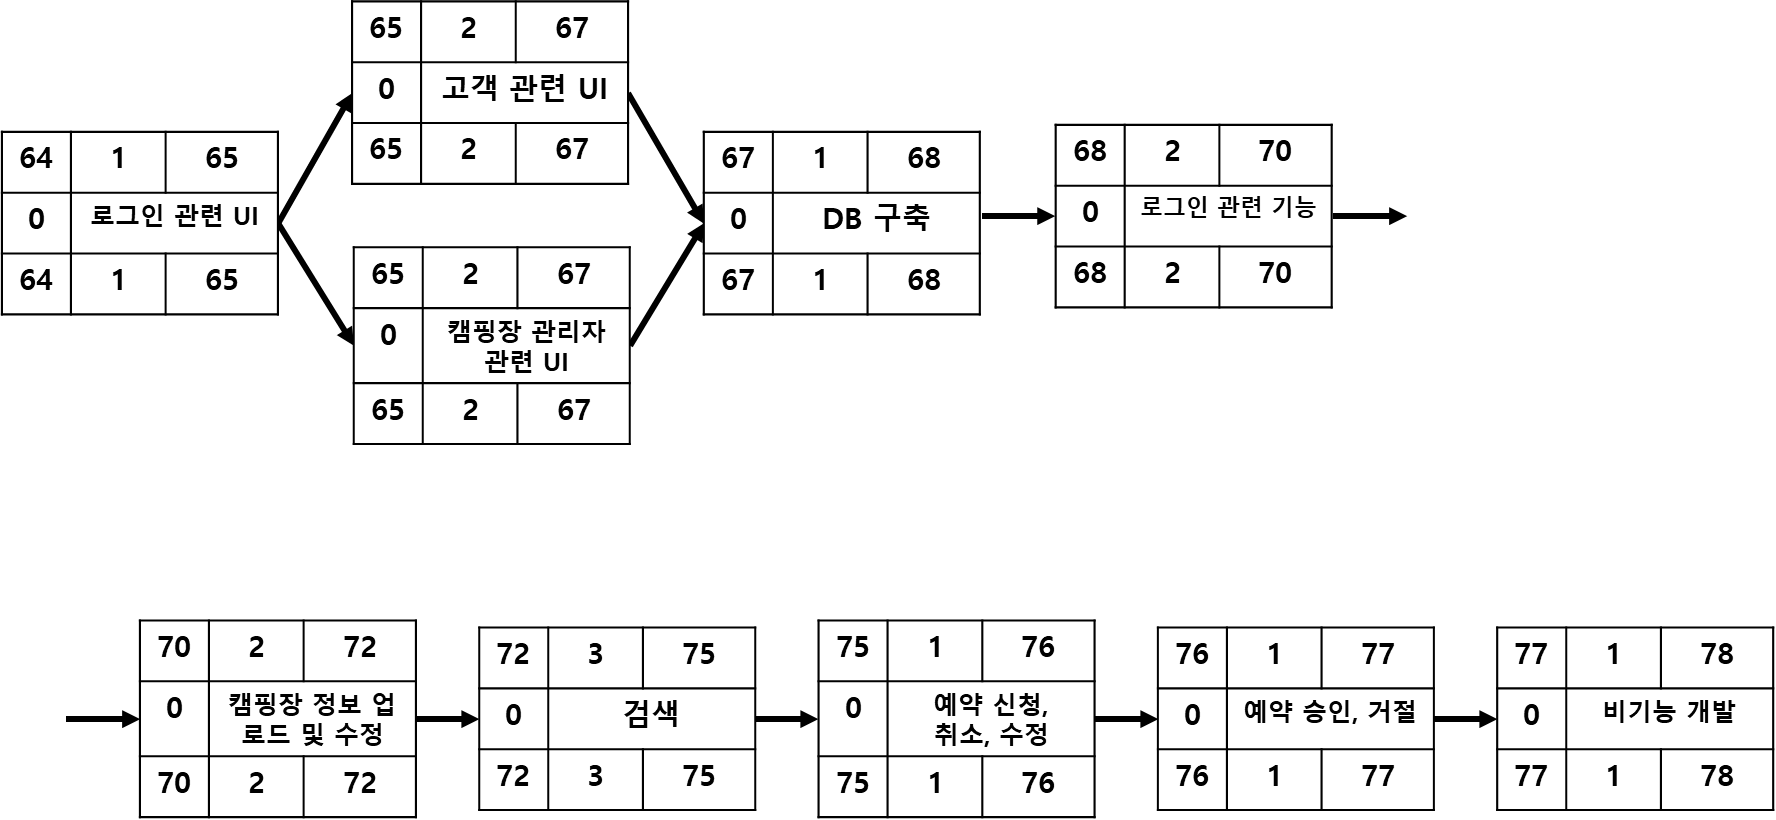 65 2 67
0 고객 관련 UI
65 2 67
64 1 65
0 로그인 관련 UI
64 1 65
65 2 67
0 캠핑장 관리자
관련 UI
65 2 67
67 1 68
0 DB 구축
67 1 68
68 2 70
0 로그인 관련 기능
68 2 70
70 2 72
0 캠핑장 정보 업
로드 및 수정
70 2 72
72 3 75
0 검색
72 3 75
75 1 76
0 예약 신청,
취소, 수정
75 1 76
76 1 77
0 예약 승인, 거절
76 1 77
77 1 78
0 비기능 개발
77 1 78